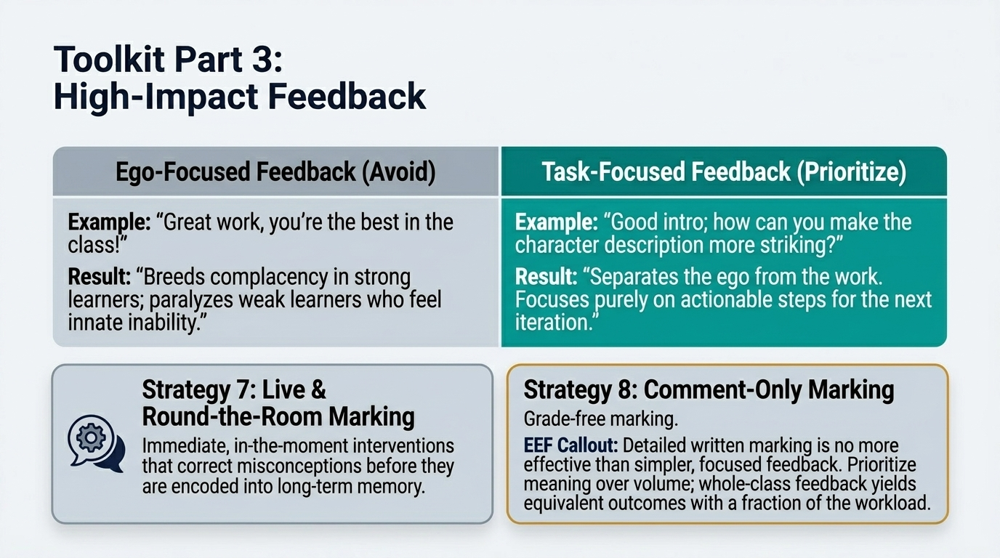 Toolkit Part 3:
High-Impact Feedback
Ego-Focused Feedback (Avoid)
Example: “Great work, you’re the best in the
class!”
Result: “Breeds complacency in strong
learners; paralyzes weak learners who feel
innate inability.”
Task-Focused Feedback (Prioritize)
Example: “Good intro; how can you make the
character description more striking?”
Result: “Separates the ego from the work.
Focuses purely on actionable steps for the next
iteration.”
Strategy 7: Live &
Round-the-Room Marking
Immediate, in-the-moment interventions
that correct misconceptions before they
are encoded into long-term memory.
Strategy 8: Comment-Only Marking
Grade-free marking.
EEF Callout: Detailed written marking is no more
effective than simpler, focused feedback. Prioritize
meaning over volume; whole-class feedback yields
equivalent outcomes with a fraction of the workload.